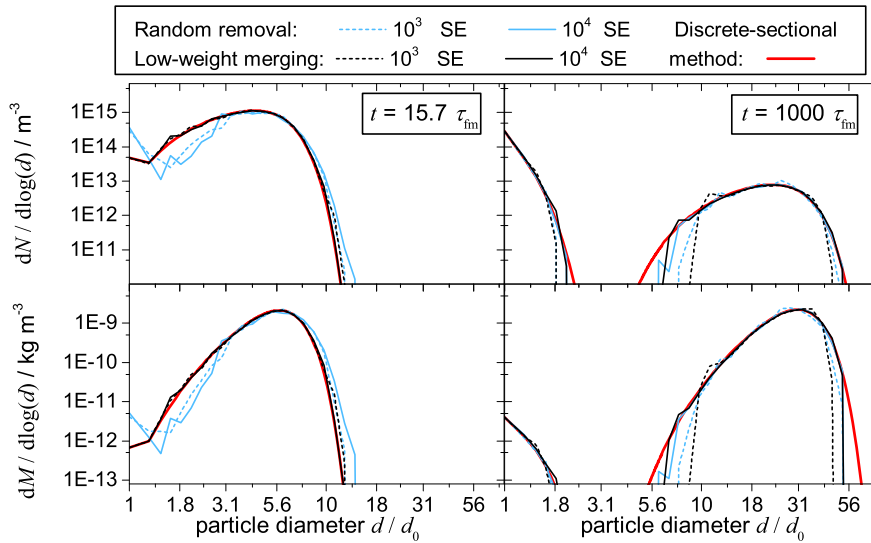 Random removal: 10³ SE 10⁴ SE Discrete-sectional
Low-weight merging: 10³ SE 10⁴ SE method:
t = 15.7 τfm
t = 1000 τfm
dN / dlog(d) / m⁻³
1E15
1E14
1E13
1E12
1E11
dM / dlog(d) / kg m⁻³
1E-9
1E-10
1E-11
1E-12
1E-13
1 1.8 3.1 5.6 10 18 31 56
1 1.8 3.1 5.6 10 18 31 56
particle diameter d / d₀
particle diameter d / d₀